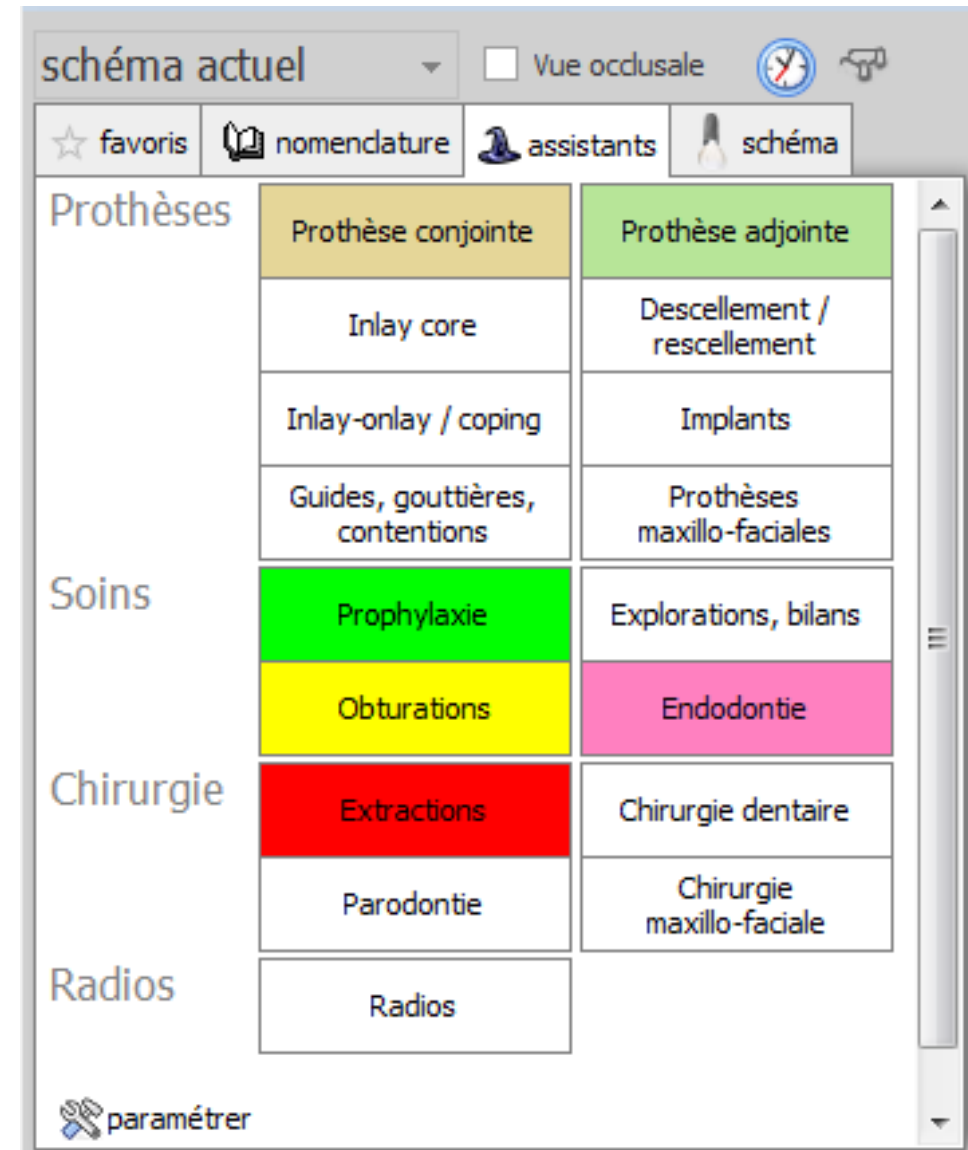 schéma actuel Vue occlusale
favoris nomenclature assistants schéma
Prothèses
Prothèse conjointe Prothèse adjointe
Inlay core Descellement /
rescellement
Inlay-onlay / coping Implants
Guides, gouttières,
contentions
Prothèses
maxillo-faciales
Soins
Prophylaxie Explorations, bilans
Obturations Endodontie
Chirurgie
Extractions Chirurgie dentaire
Parodontie Chirurgie
maxillo-faciale
Radios
Radios
paramétrer